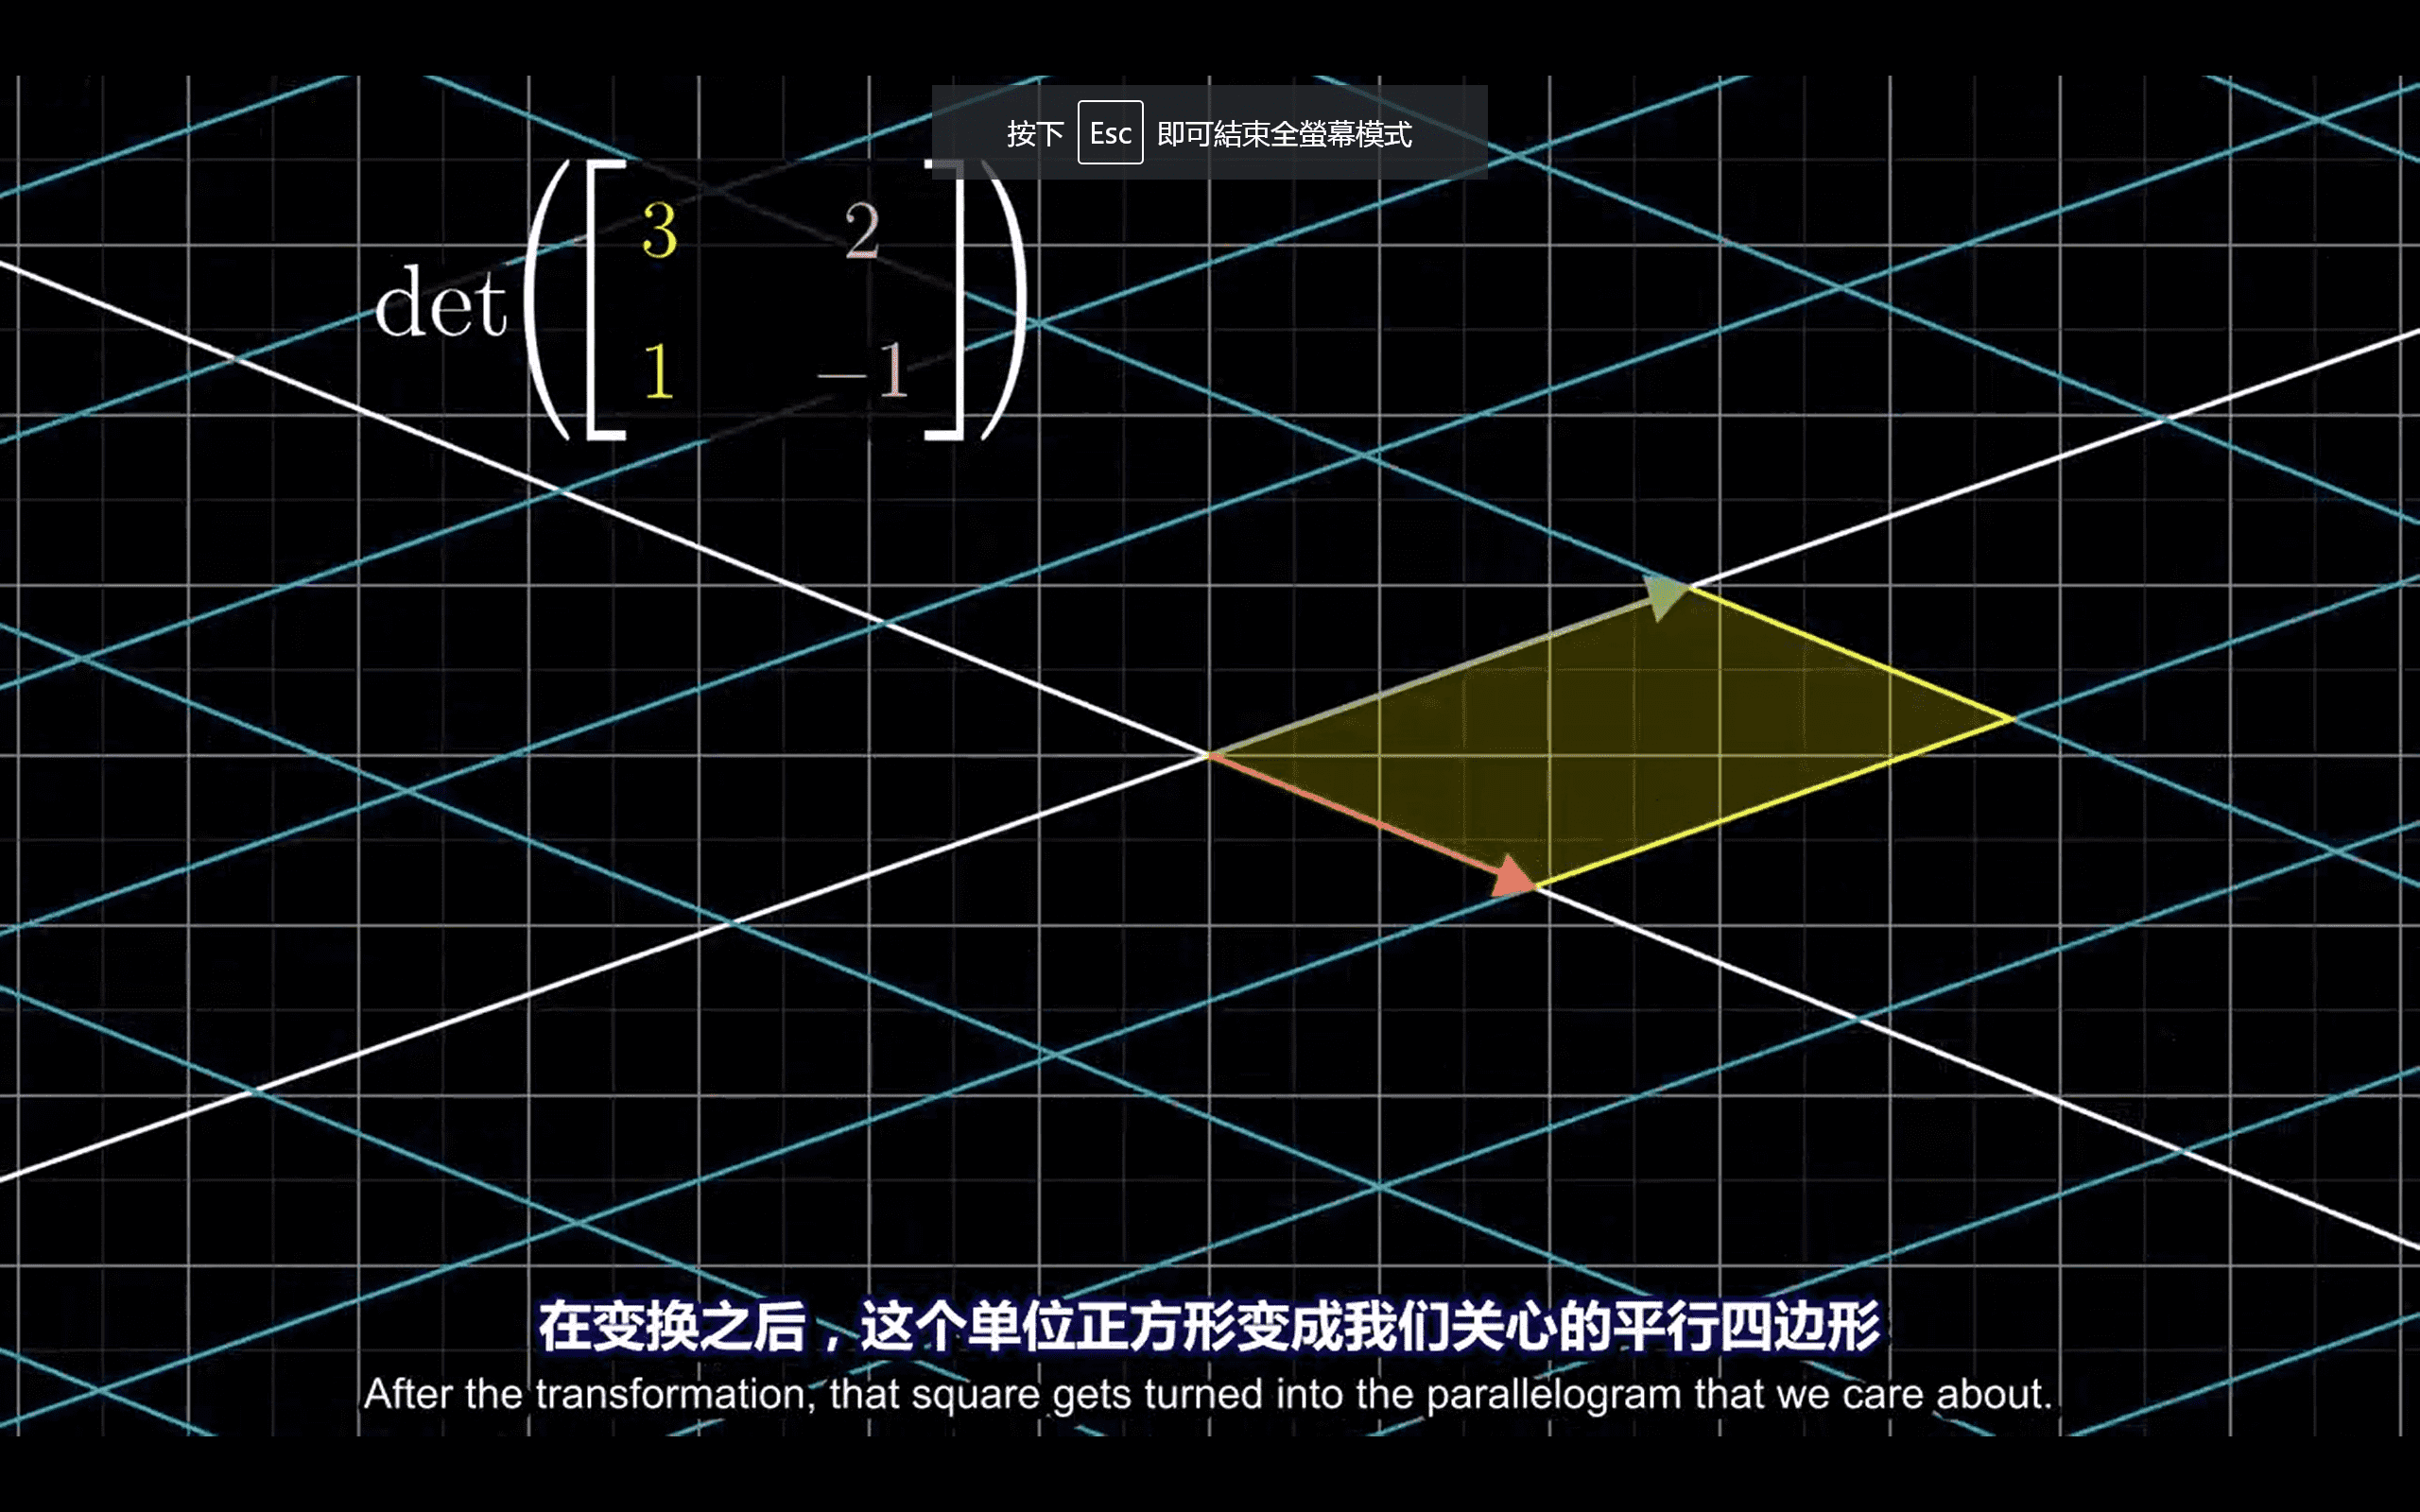 按下 Esc 即可結束全螢幕模式
det([3 2
1 −1])
在变换之后，这个单位正方形变成我们关心的平行四边形
After the transformation, that square gets turned into the parallelogram that we care about.